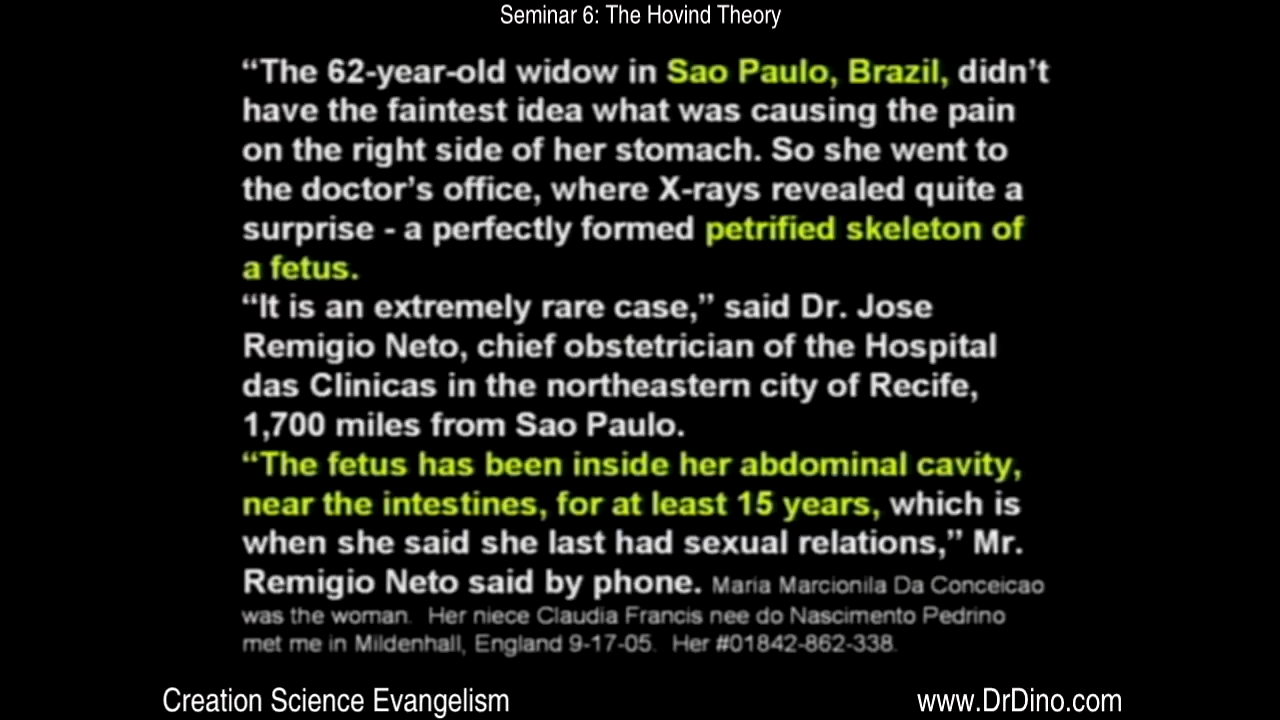 Seminar 6: The Hovind Theory
“The 62-year-old widow in Sao Paulo, Brazil, didn’t
have the faintest idea what was causing the pain
on the right side of her stomach. So she went to
the doctor’s office, where X-rays revealed quite a
surprise - a perfectly formed petrified skeleton of
a fetus.
“It is an extremely rare case,” said Dr. Jose
Remigio Neto, chief obstetrician of the Hospital
das Clinicas in the northeastern city of Recife,
1,700 miles from Sao Paulo.
“The fetus has been inside her abdominal cavity,
near the intestines, for at least 15 years, which is
when she said she last had sexual relations,” Mr.
Remigio Neto said by phone. Maria Marcionila Da Conceicao
was the woman. Her niece Claudia Francis nee do Nascimento Pedrino
met me in Mildenhall, England 9-17-05. Her #01842-862-338.
Creation Science Evangelism
www.DrDino.com